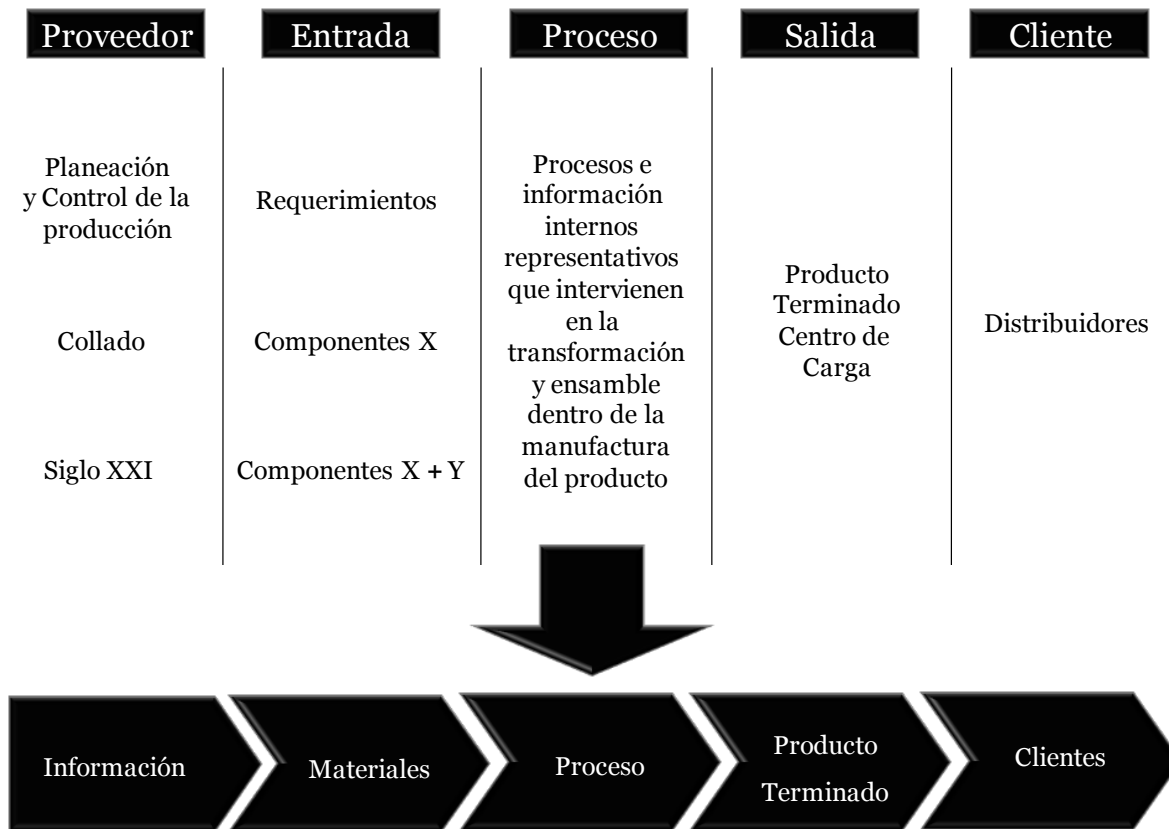 Proveedor
Entrada
Proceso
Salida
Cliente
Planeación
y Control de la
producción
Collado
Siglo XXI
Requerimientos
Componentes X
Componentes X + Y
Procesos e
información
internos
representativos
que intervienen
en la
transformación
y ensamble
dentro de la
manufactura
del producto
Producto
Terminado
Centro de
Carga
Distribuidores
Información
Materiales
Proceso
Producto
Terminado
Clientes